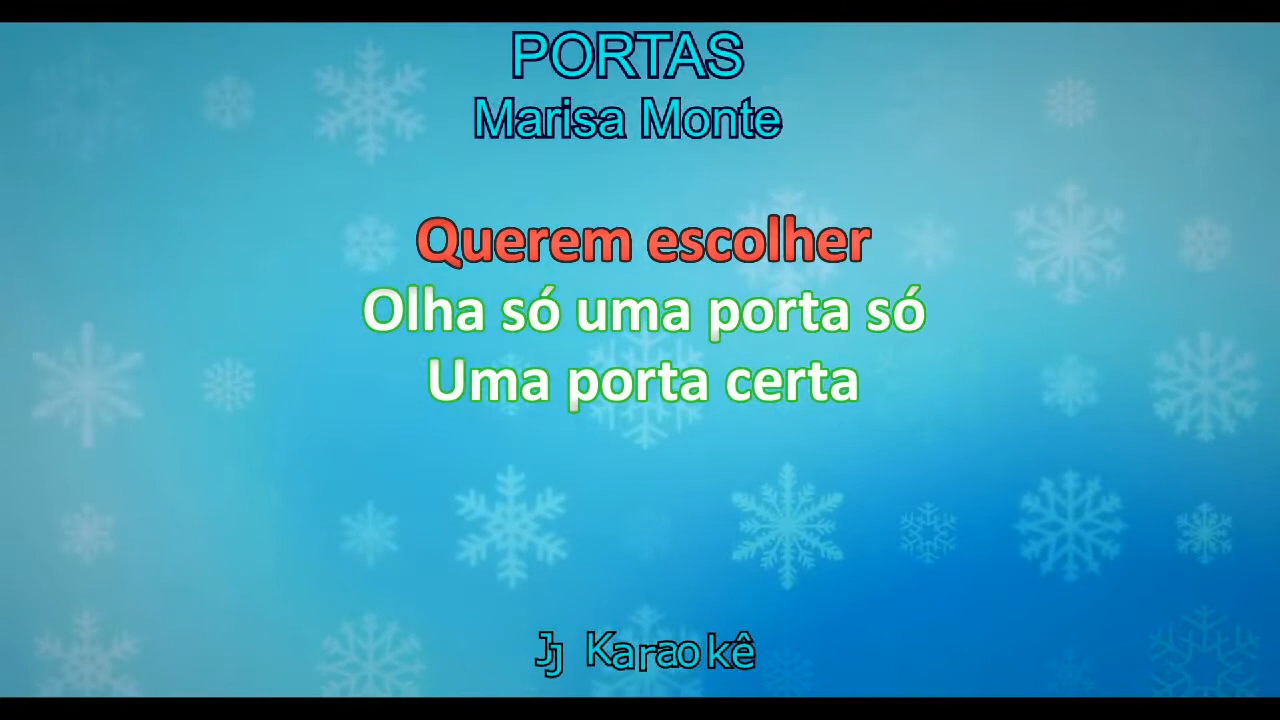 PORTAS
Marisa Monte
Querem escolher
Olha só uma porta só
Uma porta certa
Jj Karaokê